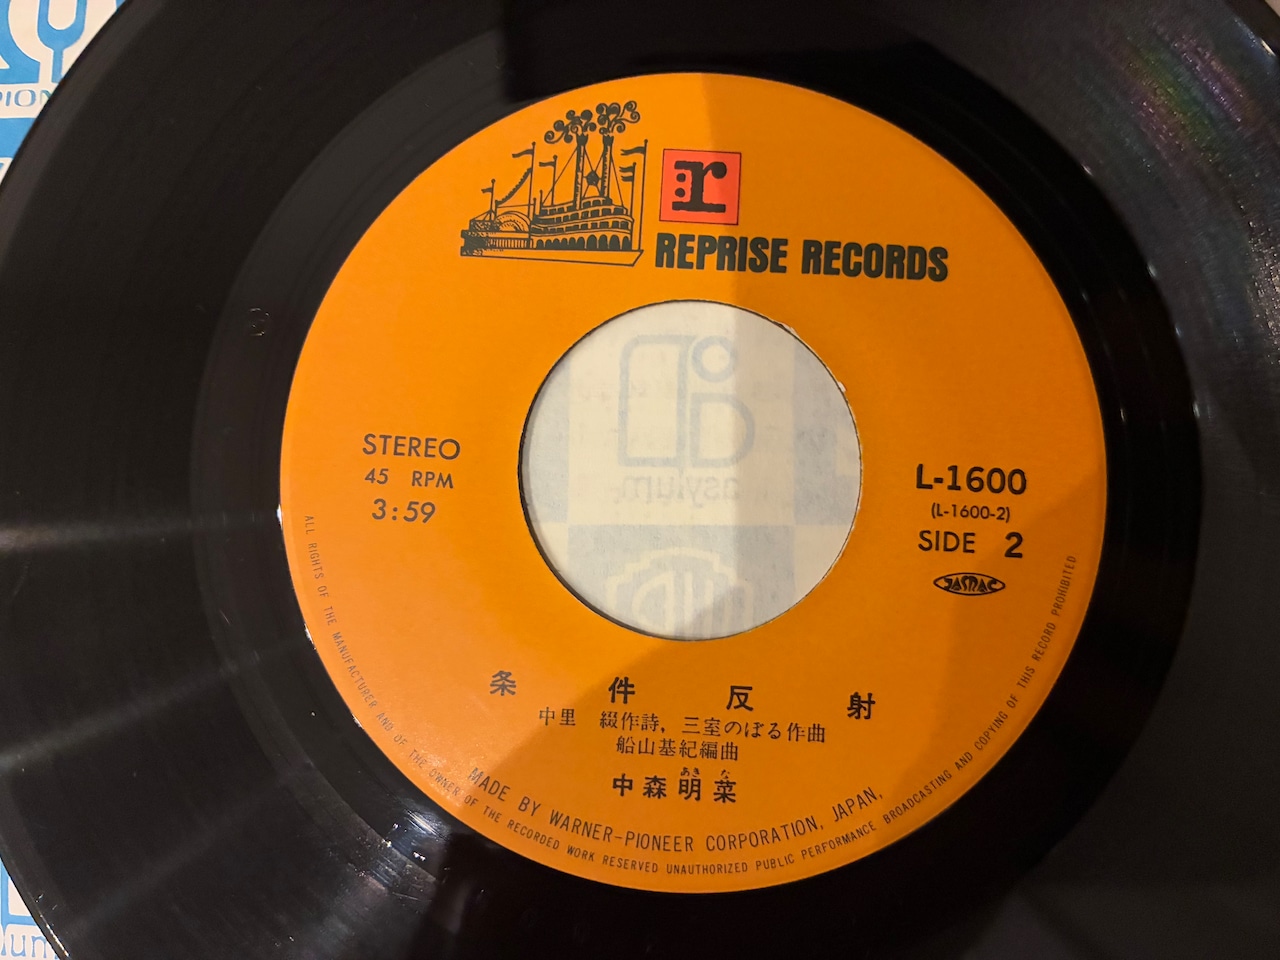 r
REPRISE RECORDS
STEREO
45 RPM
3:59
L-1600
(L-1600-2)
SIDE 2
JASRAC
条件反射
中里 綴作詩, 三室のぼる作曲
船山基紀編曲
あきな
中森明菜
MADE BY WARNER-PIONEER CORPORATION, JAPAN,
ALL RIGHTS OF THE MANUFACTURER AND OF THE OWNER OF THE RECORDED WORK RESERVED UNAUTHORIZED PUBLIC PERFORMANCE BROADCASTING AND COPYING OF THIS RECORD PROHIBITED
asylum